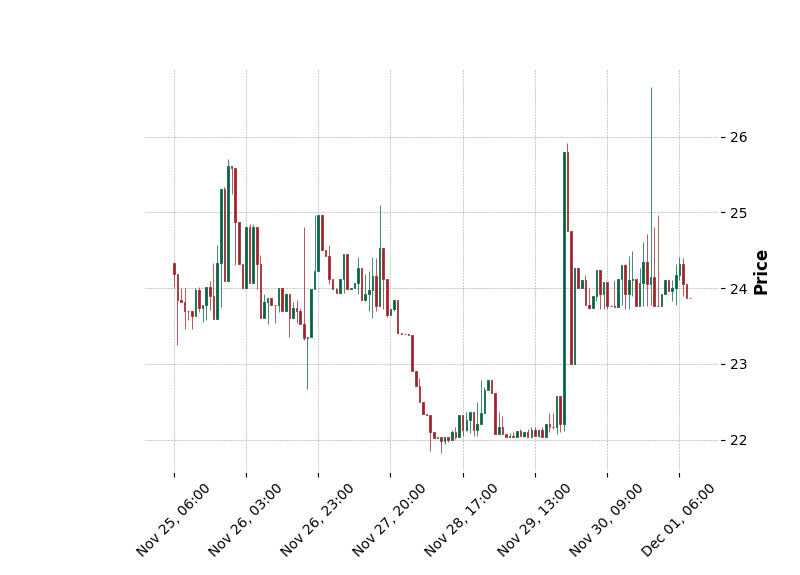 26
25
24
23
22
Price
Nov 25, 06:00
Nov 26, 03:00
Nov 26, 23:00
Nov 27, 20:00
Nov 28, 17:00
Nov 29, 13:00
Nov 30, 09:00
Dec 01, 06:00